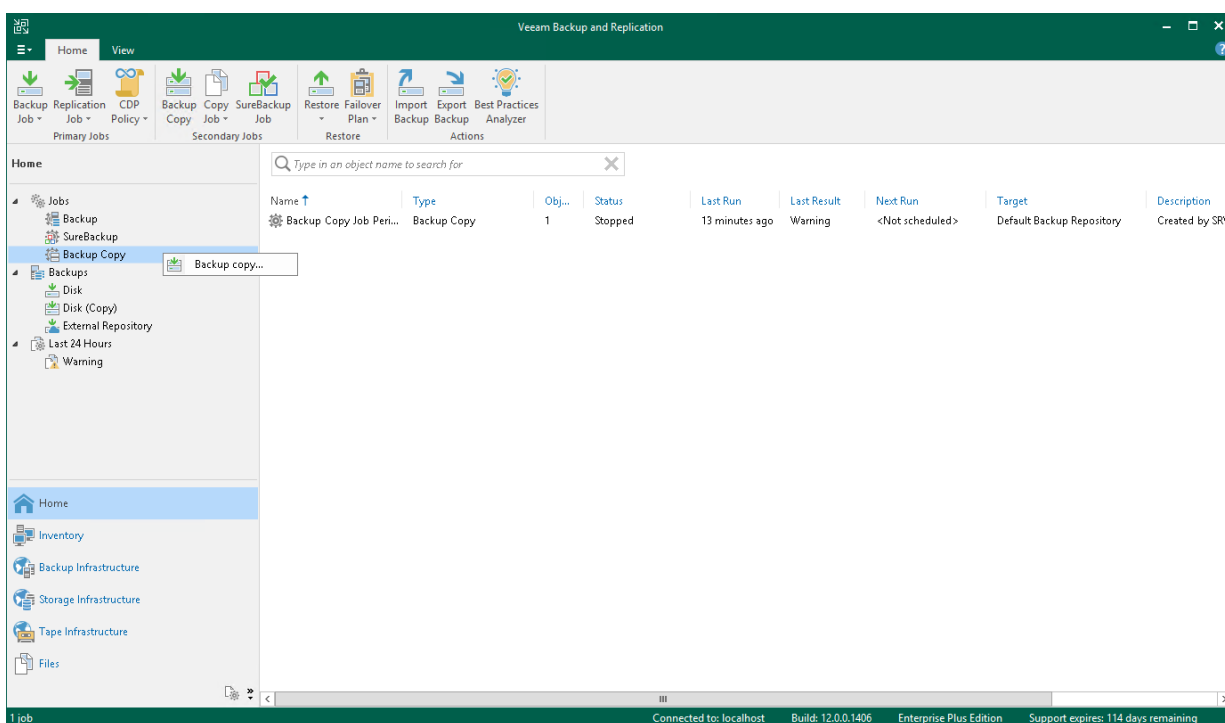 Veeam Backup and Replication
Home View
Backup Job Replication Job CDP Policy
Primary Jobs
Backup Copy Copy Job SureBackup Job
Secondary Jobs
Restore Failover Plan
Restore
Import Backup Export Backup Best Practices Analyzer
Actions
Home
Type in an object name to search for
Jobs
Backup
SureBackup
Backup Copy
Backup copy...
Backups
Disk
Disk (Copy)
External Repository
Last 24 Hours
Warning
Name Type Obj... Status Last Run Last Result Next Run Target Description
Backup Copy Job Peri... Backup Copy 1 Stopped 13 minutes ago Warning <Not scheduled> Default Backup Repository Created by SRV
Home
Inventory
Backup Infrastructure
Storage Infrastructure
Tape Infrastructure
Files
1 job Connected to: localhost Build: 12.0.0.1406 Enterprise Plus Edition Support expires: 114 days remaining